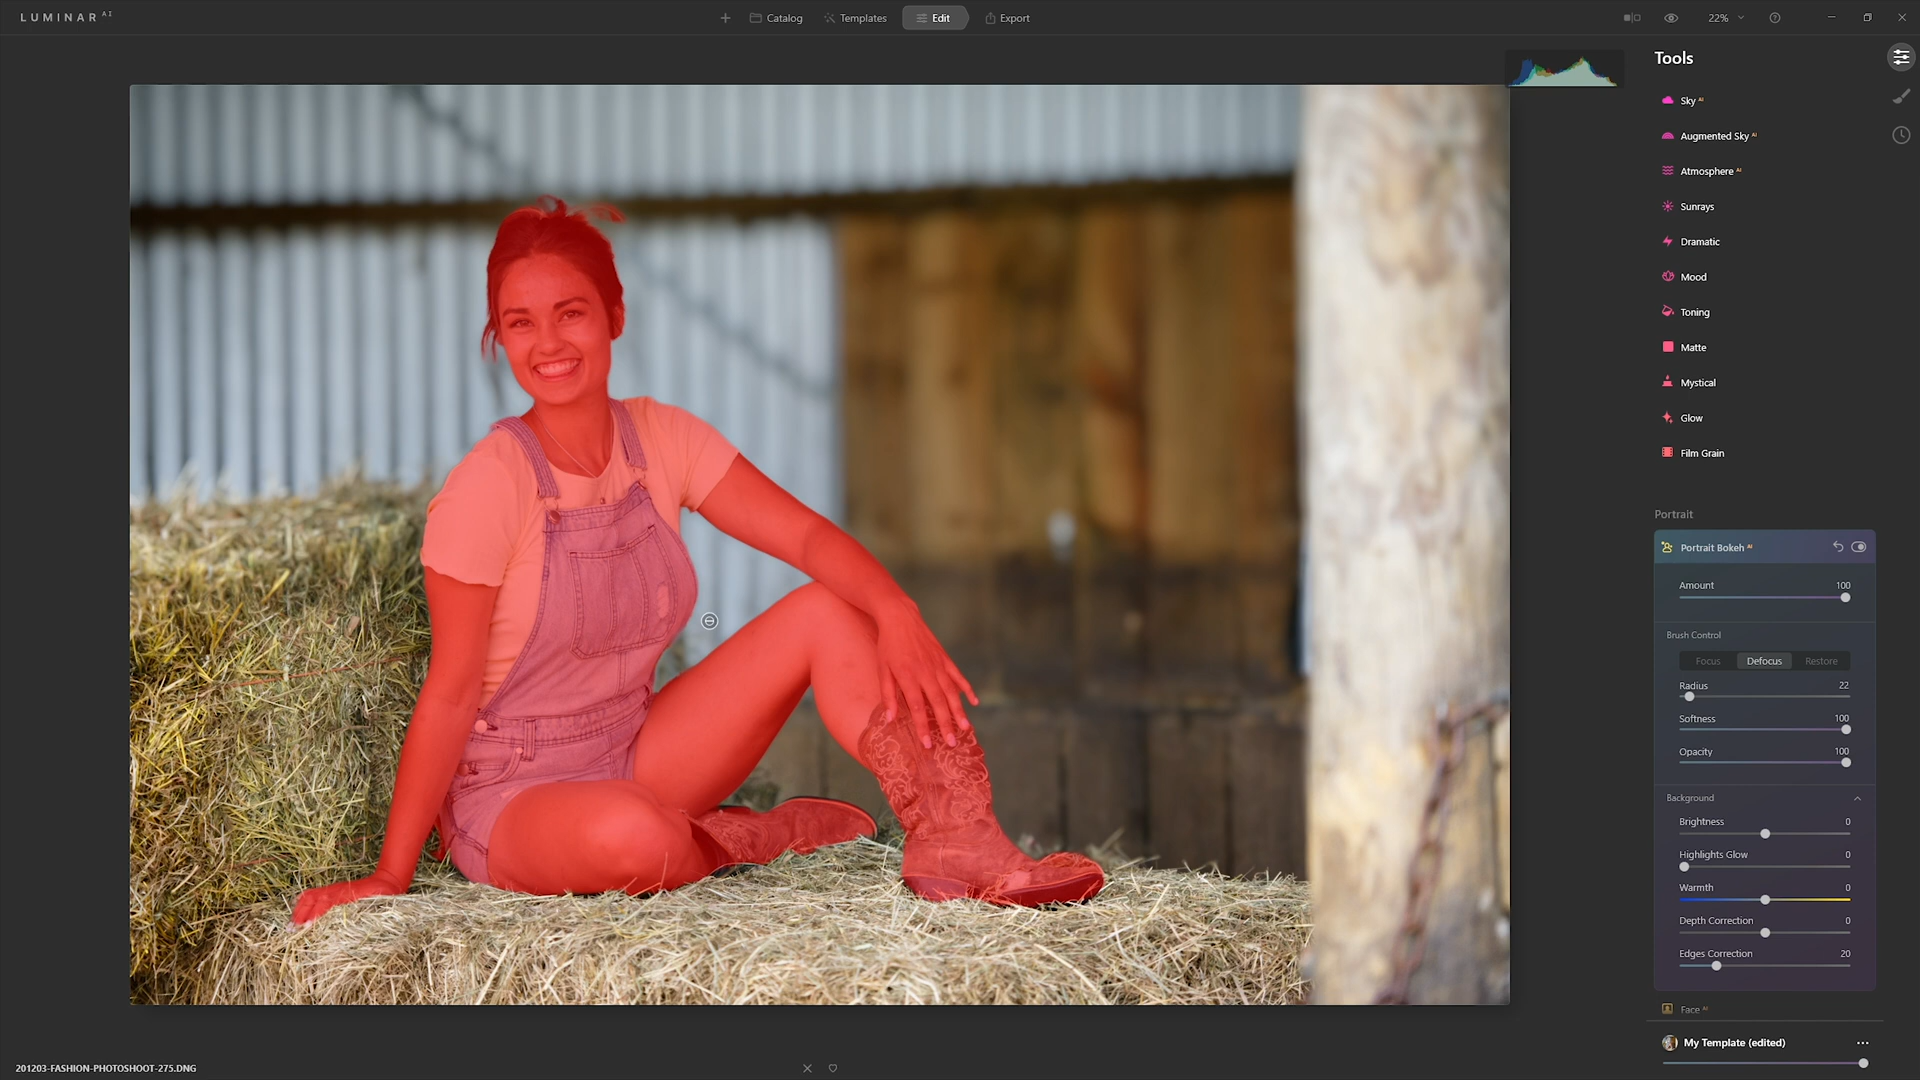 LUMINAR AI
Catalog
Templates
Edit
Export
22%
Tools
Sky AI
Augmented Sky AI
Atmosphere AI
Sunrays
Dramatic
Mood
Toning
Matte
Mystical
Glow
Film Grain
Portrait
Portrait Bokeh AI
Amount 100
Brush Control
Focus Defocus Restore
Radius 22
Softness 100
Opacity 100
Background
Brightness 0
Highlights Glow 0
Warmth 0
Depth Correction 0
Edges Correction 20
Face AI
My Template (edited)
201203-FASHION-PHOTOSHOOT-275.DNG